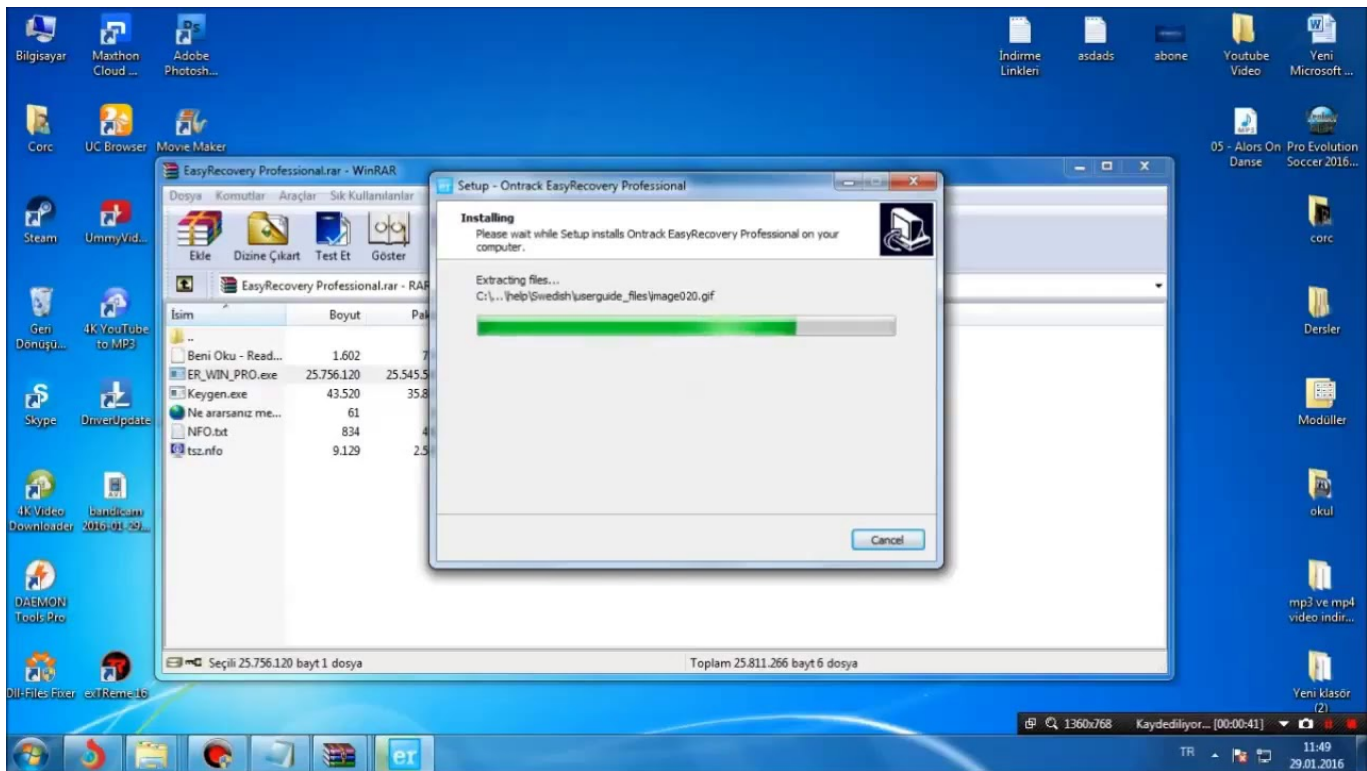 Bilgisayar
Maxthon
Cloud ...
Adobe
Photosh...
İndirme
Linkleri
asdads
abone
Youtube
Video
Yeni
Microsoft ...
Corc
UC Browser
Movie Maker
05 - Alors On
Danse
Pro Evolution
Soccer 2016...
Steam
UmmyVid...
corc
Geri
Dönüşü...
4K YouTube
to MP3
Dersler
Skype
DriverUpdate
Modüller
4K Video
Downloader
bandicam
2016-01-29...
okul
DAEMON
Tools Pro
mp3 ve mp4
video indir...
Dll-Files Fixer
exTReme 16
Yeni klasör
(2)
EasyRecovery Professional.rar - WinRAR
Dosya Komutlar Araçlar Sık Kullanılanlar
Ekle Dizine Çıkart Test Et Göster
EasyRecovery Professional.rar - RAR
İsim Boyut Pak
..
Beni Oku - Read... 1.602 7
ER_WIN_PRO.exe 25.756.120 25.545.5
Keygen.exe 43.520 35.8
Ne ararsanız me... 61
NFO.txt 834 4
tsz.nfo 9.129 2.5
Seçili 25.756.120 bayt 1 dosya
Toplam 25.811.266 bayt 6 dosya
Setup - Ontrack EasyRecovery Professional
Installing
Please wait while Setup installs Ontrack EasyRecovery Professional on your
computer.
Extracting files...
C:\...\help\Swedish\userguide_files\image020.gif
Cancel
1360x768 Kaydediliyor... [00:00:41]
er
TR
11:49
29.01.2016